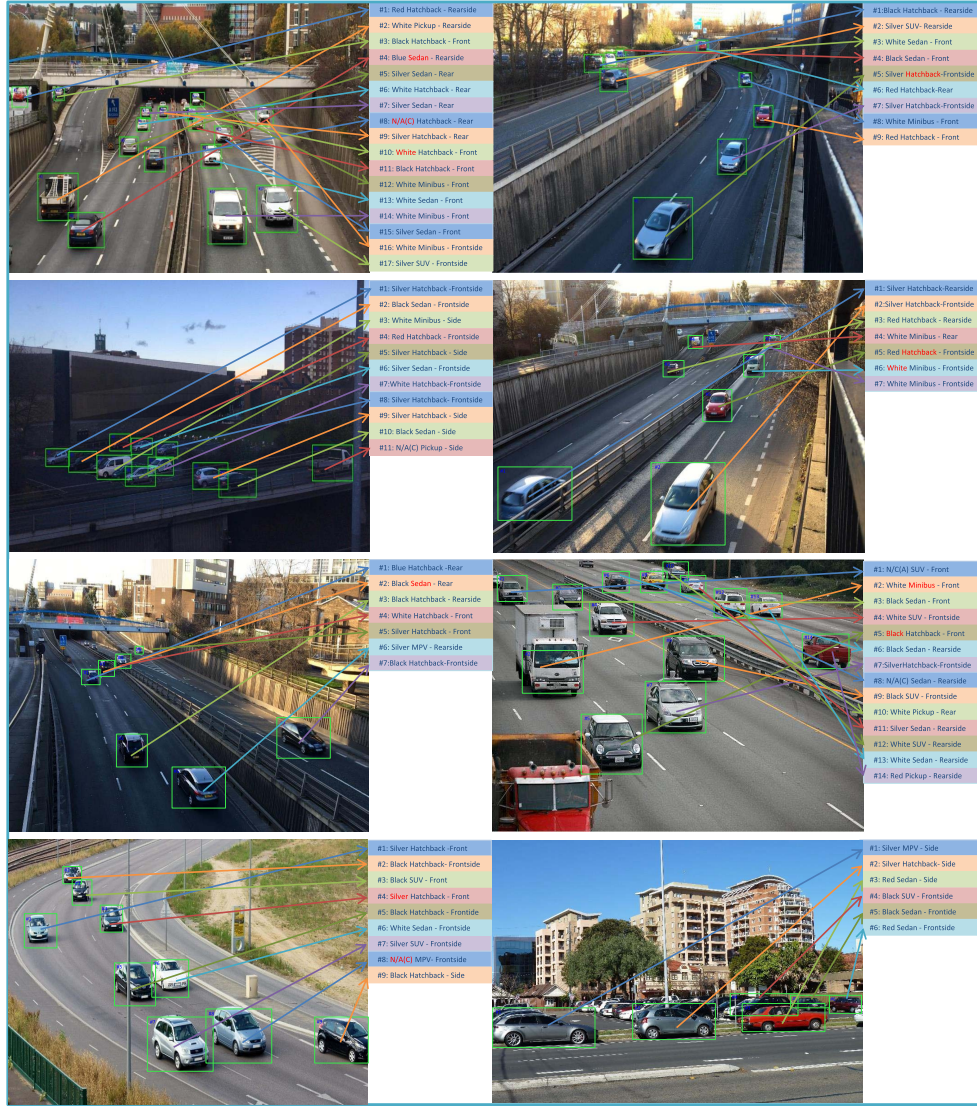 #1: Red Hatchback - Rearside
#2: White Pickup - Rearside
#3: Black Hatchback - Front
#4: Blue Sedan - Rearside
#5: Silver Sedan - Rear
#6: White Hatchback - Rear
#7: Silver Sedan - Rear
#8: N/A(C) Hatchback - Rear
#9: Silver Hatchback - Rear
#10: White Hatchback - Front
#11: Black Hatchback - Front
#12: White Minibus - Front
#13: White Sedan - Front
#14: White Minibus - Front
#15: Silver Sedan - Front
#16: White Minibus - Frontside
#17: Silver SUV - Frontside
#1:Black Hatchback - Rearside
#2: Silver SUV- Rearside
#3: White Sedan - Front
#4: Black Sedan - Front
#5: Silver Hatchback-Frontside
#6: Red Hatchback-Rear
#7: Silver Hatchback-Frontside
#8: White Minibus - Front
#9: Red Hatchback - Front
#1: Silver Hatchback -Frontside
#2: Black Sedan - Frontside
#3: White Minibus - Side
#4: Red Hatchback - Frontside
#5: Silver Hatchback - Side
#6: Silver Sedan - Frontside
#7:White Hatchback-Frontside
#8: Silver Hatchback - Frontside
#9: Silver Hatchback - Side
#10: Black Sedan - Side
#11: N/A(C) Pickup - Side
#1: Silver Hatchback-Rearside
#2:Silver Hatchback-Frontside
#3: Red Hatchback - Rearside
#4: White Minibus - Rear
#5: Red Hatchback - Frontside
#6: White Minibus - Frontside
#7: White Minibus - Frontside
#1: Blue Hatchback -Rear
#2: Black Sedan - Rear
#3: Black Hatchback - Rearside
#4: White Hatchback - Front
#5: Silver Hatchback - Front
#6: Silver MPV - Rearside
#7:Black Hatchback-Frontside
#1: N/C(A) SUV - Front
#2: White Minibus - Front
#3: Black Sedan - Front
#4: White SUV - Frontside
#5: Black Hatchback - Front
#6: Black Sedan - Rearside
#7:SilverHatchback-Frontside
#8: N/A(C) Sedan - Rearside
#9: Black SUV - Frontside
#10: White Pickup - Rear
#11: Silver Sedan - Rearside
#12: White SUV - Rearside
#13: White Sedan - Rearside
#14: Red Pickup - Rearside
#1: Silver Hatchback -Front
#2: Black Hatchback- Frontside
#3: Black SUV - Front
#4: Silver Hatchback - Front
#5: Black Hatchback - Frontide
#6: White Sedan - Frontside
#7: Silver SUV - Frontside
#8: N/A(C) MPV- Frontside
#9: Black Hatchback - Side
#1: Silver MPV - Side
#2: Silver Hatchback- Side
#3: Red Sedan - Side
#4: Black SUV - Frontside
#5: Black Sedan - Frontide
#6: Red Sedan - Frontside